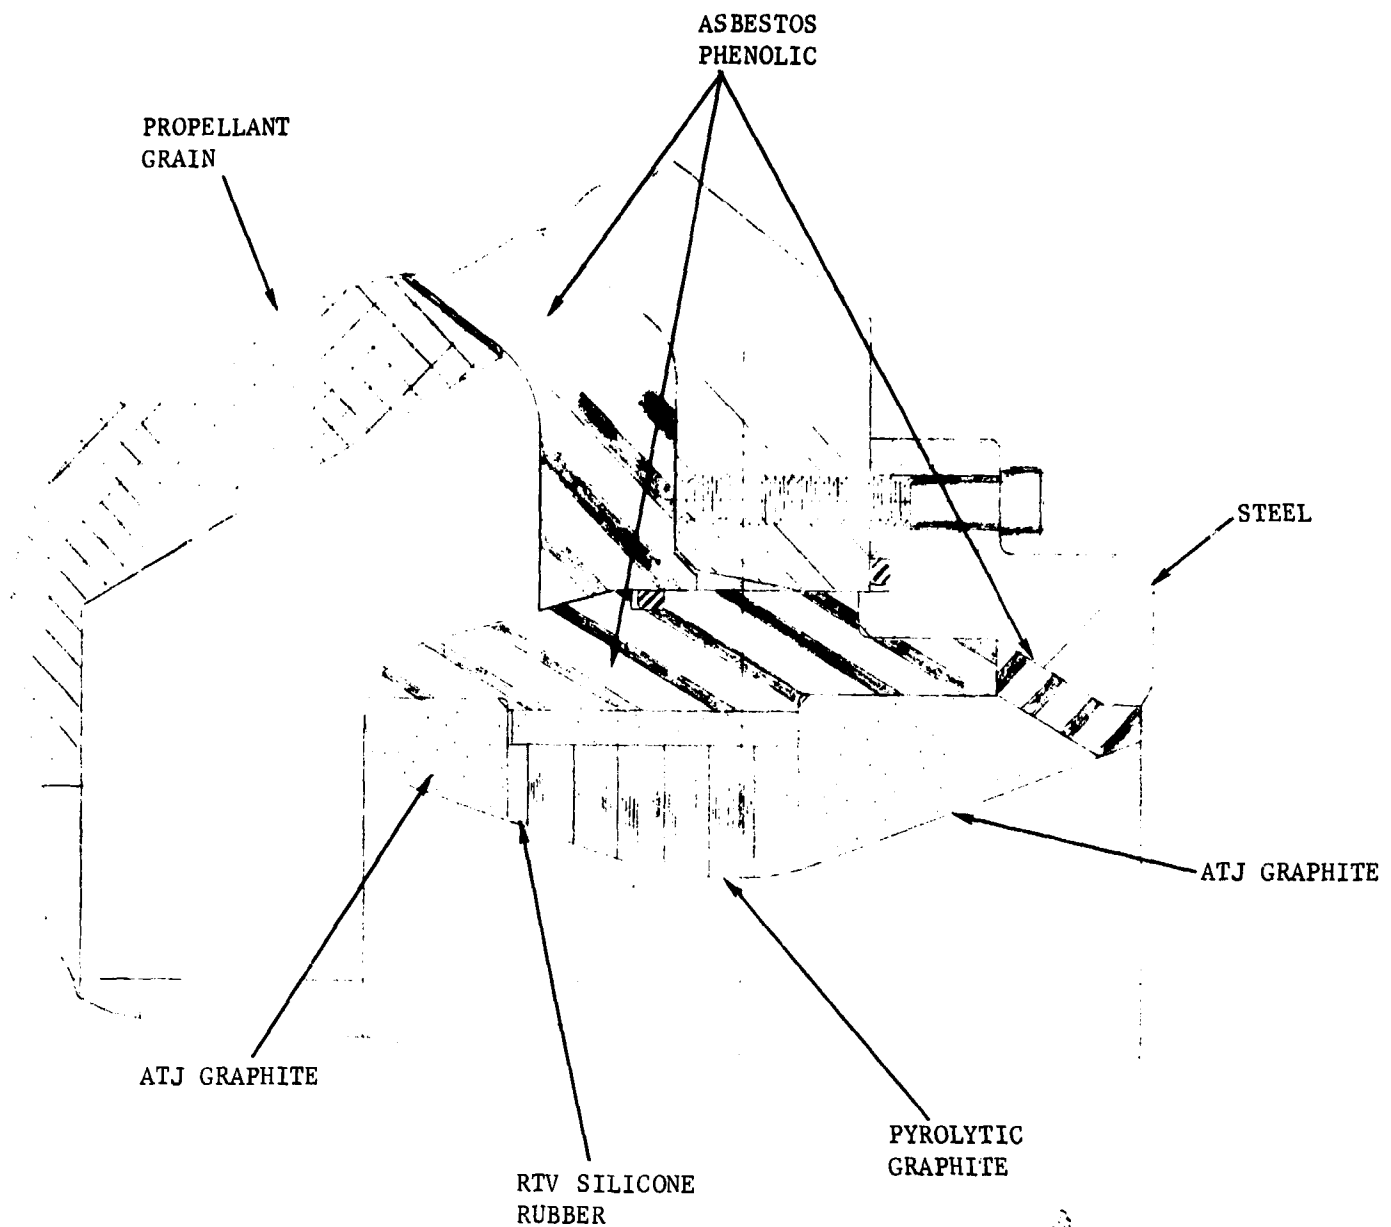 ASBESTOS
PHENOLIC
PROPELLANT
GRAIN
STEEL
ATJ GRAPHITE
ATJ GRAPHITE
PYROLYTIC
GRAPHITE
RTV SILICONE
RUBBER